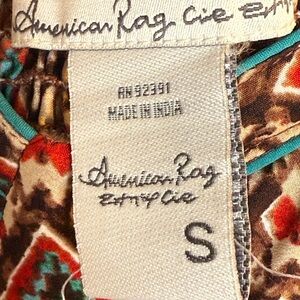 American Rag Cie
RN 92391
MADE IN INDIA
American Rag
Cie
S